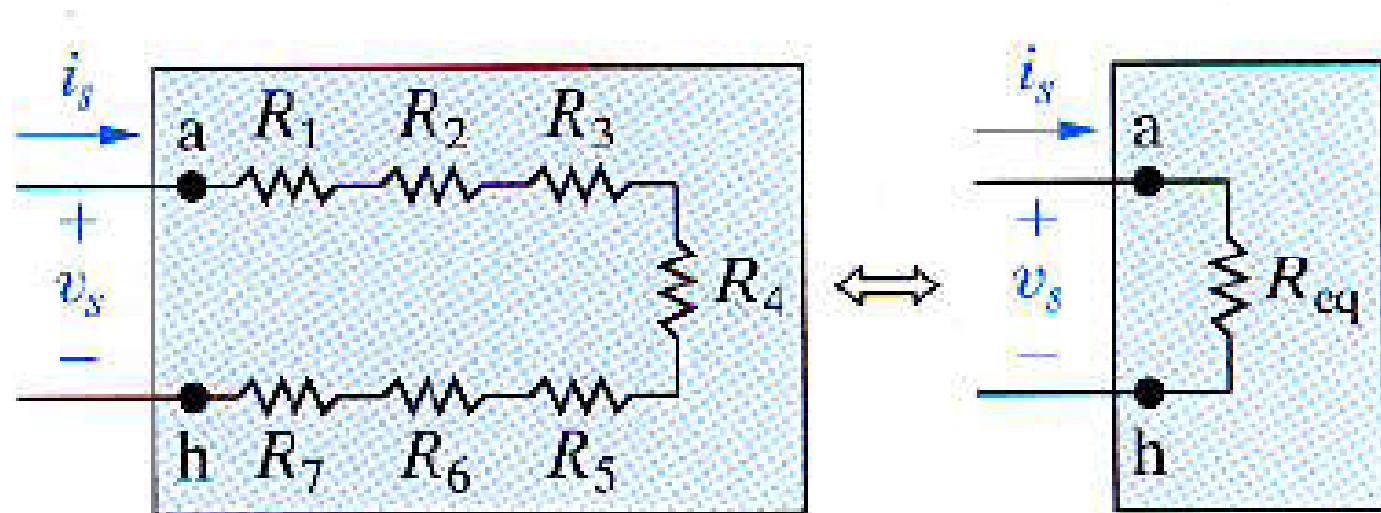 i_s a R_1 R_2 R_3
+
v_s
−
R_4
h R_7 R_6 R_5
i_s a
+
v_s
−
R_eq
h